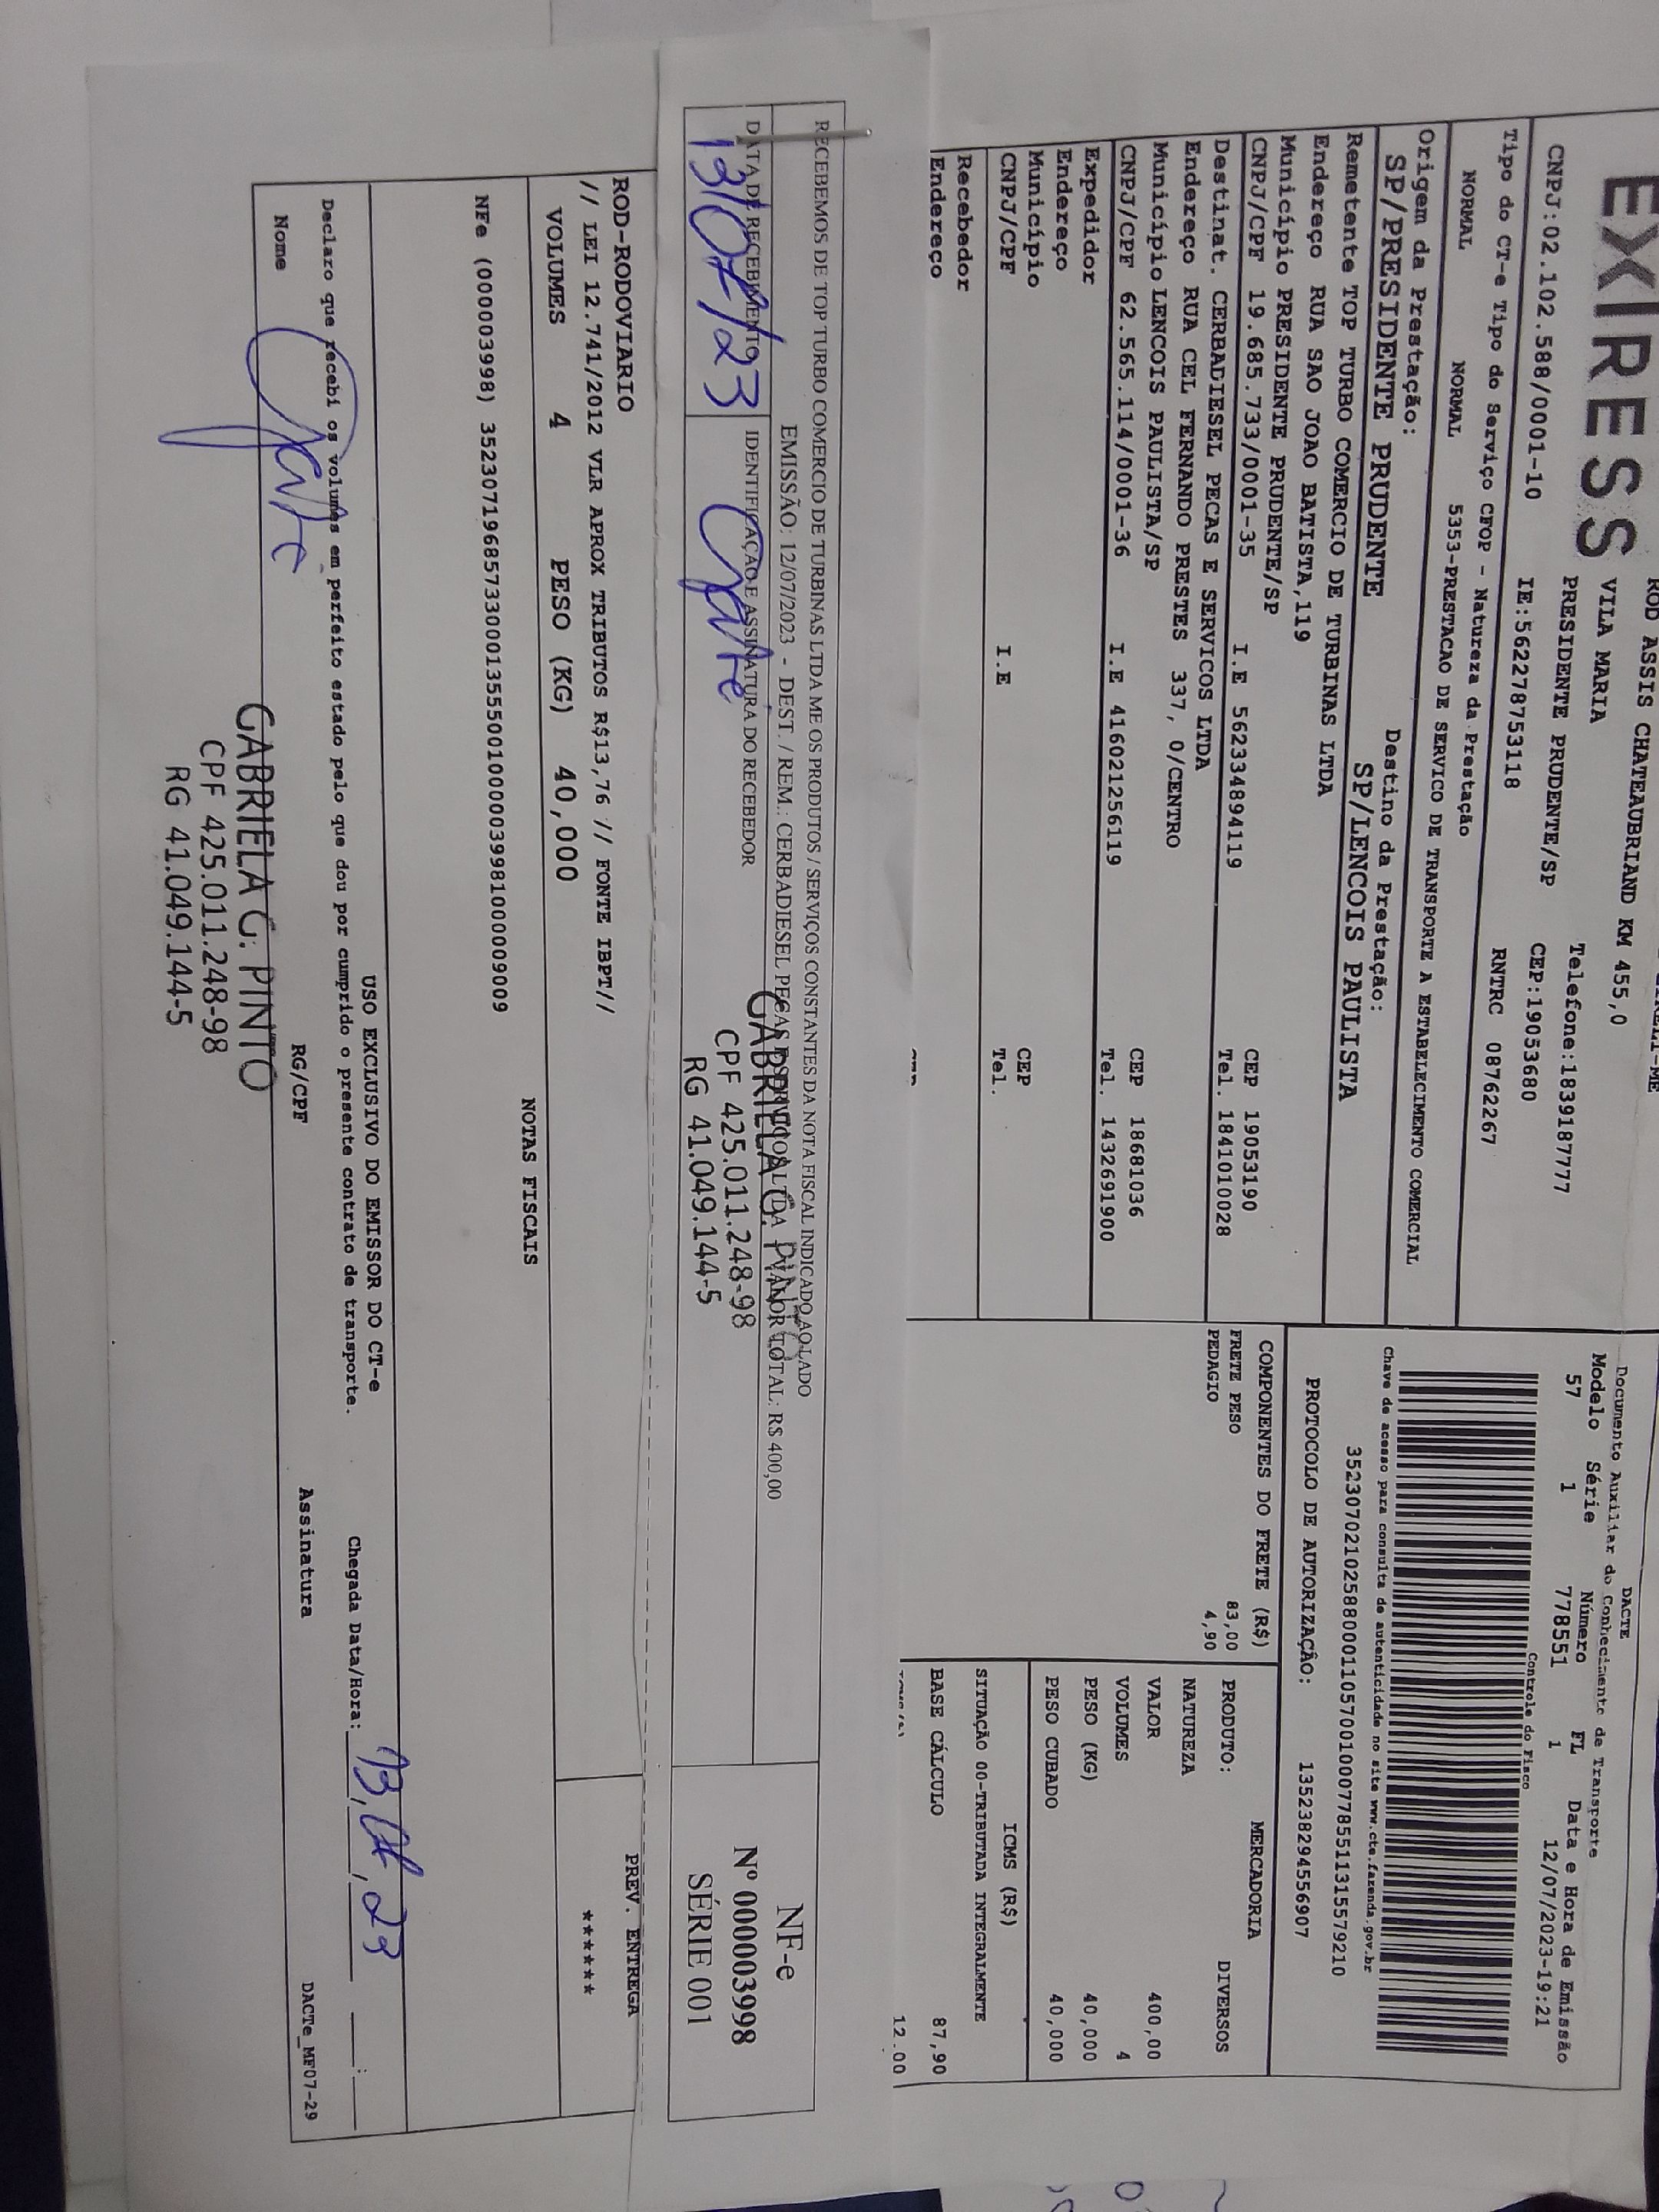 EXPRESS
ROD ASSIS CHATEAUBRIAND KM 455,0
VILA MARIA
PRESIDENTE PRUDENTE/SP Telefone:1839187777
CNPJ:02.102.588/0001-10 IE:562278753118 CEP:19053680
RNTRC 08762267
Tipo do CT-e Tipo do Serviço CFOP - Natureza da Prestação
NORMAL NORMAL 5353-PRESTACAO DE SERVICO DE TRANSPORTE A ESTABELECIMENTO COMERCIAL
Origem da Prestação: Destino da Prestação:
SP/PRESIDENTE PRUDENTE SP/LENCOIS PAULISTA
Remetente TOP TURBO COMERCIO DE TURBINAS LTDA
Endereço RUA SAO JOAO BATISTA,119
Município PRESIDENTE PRUDENTE/SP CEP 19053190
CNPJ/CPF 19.685.733/0001-35 I.E 562334894119 Tel. 1841010028
Destinat. CERBADIESEL PECAS E SERVICOS LTDA
Endereço RUA CEL FERNANDO PRESTES 337, 0/CENTRO
Município LENCOIS PAULISTA/SP CEP 18681036
CNPJ/CPF 62.565.114/0001-36 I.E 416021256119 Tel. 1432691900
Expedidor
Endereço
Município CEP
CNPJ/CPF I.E Tel.
Recebedor
Endereço
DACTE
Documento Auxiliar do Conhecimento de Transporte
Modelo Série Número FL Data e Hora de Emissão
57 1 778551 1 12/07/2023-19:21
Controle do Fisco
Chave de acesso para consulta de autenticidade no site www.cte.fazenda.gov.br
35230702102588000110570010007785511315579210
PROTOCOLO DE AUTORIZAÇÃO: 135238294556907
COMPONENTES DO FRETE (R$)
FRETE PESO 83,00
PEDAGIO 4,90
MERCADORIA
PRODUTO: DIVERSOS
NATUREZA
VALOR 400,00
VOLUMES 4
PESO (KG) 40,000
PESO CUBADO 40,000
ICMS (R$)
SITUAÇÃO 00-TRIBUTADA INTEGRALMENTE
BASE CÁLCULO 87,90
12.00
RECEBEMOS DE TOP TURBO COMERCIO DE TURBINAS LTDA ME OS PRODUTOS / SERVIÇOS CONSTANTES DA NOTA FISCAL INDICADO AO LADO
EMISSÃO: 12/07/2023 - DEST. / REM.: CERBADIESEL PECAS E SERVICOS LTDA VALOR TOTAL: R$ 400,00
DATA DE RECEBIMENTO IDENTIFICAÇÃO E ASSINATURA DO RECEBEDOR
13/07/23
GABRIELA C. PINTO
CPF 425.011.248-98
RG 41.049.144-5
NF-e
Nº 000003998
SÉRIE 001
ROD-RODOVIARIO
// LEI 12.741/2012 VLR APROX TRIBUTOS R$13,76 // FONTE IBPT//
VOLUMES 4 PESO (KG) 40,000
PREV. ENTREGA
******
NOTAS FISCAIS
NFe (000003998) 35230719685733000135550010000039981000009009
USO EXCLUSIVO DO EMISSOR DO CT-e
Declaro que recebi os volumes em perfeito estado pelo que dou por cumprido o presente contrato de transporte. Chegada Data/Hora: 13,07,23 __:__
Nome RG/CPF Assinatura
GABRIELA C. PINTO
CPF 425.011.248-98
RG 41.049.144-5
DACTe_MF07-29